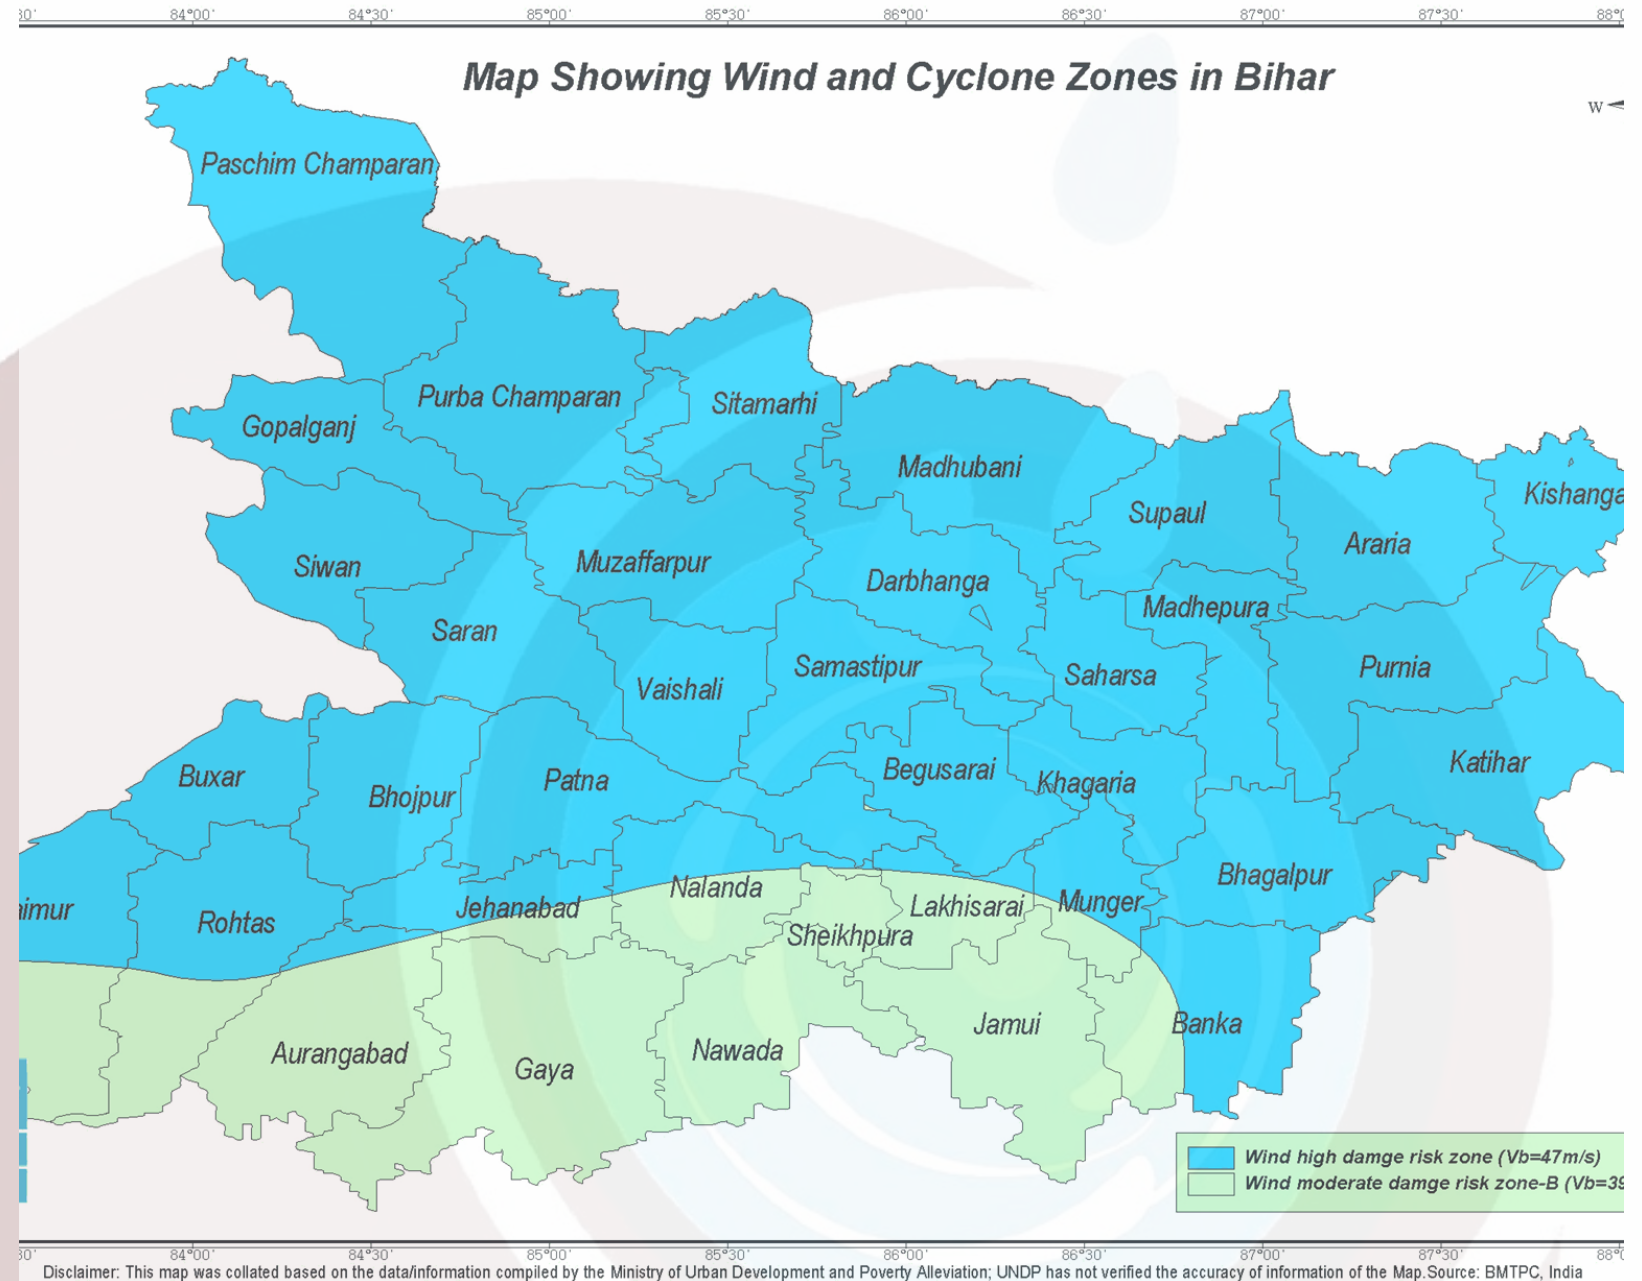 84°00' 84°30' 85°00' 85°30' 86°00' 86°30' 87°00' 87°30'
Map Showing Wind and Cyclone Zones in Bihar
W
Paschim Champaran
Purba Champaran
Sitamarhi
Gopalganj
Madhubani
Kishanga
Supaul
Araria
Siwan
Muzaffarpur
Darbhanga
Madhepura
Saran
Samastipur
Saharsa
Purnia
Vaishali
Buxar
Bhojpur
Patna
Begusarai
Khagaria
Katihar
Bhagalpur
Nalanda
Lakhisarai
Munger
imur
Rohtas
Jehanabad
Sheikhpura
Aurangabad
Gaya
Nawada
Jamui
Banka
Wind high damge risk zone (Vb=47m/s)
Wind moderate damge risk zone-B (Vb=39
84°00' 84°30' 85°00' 85°30' 86°00' 86°30' 87°00' 87°30'
Disclaimer: This map was collated based on the data/information compiled by the Ministry of Urban Development and Poverty Alleviation; UNDP has not verified the accuracy of information of the Map.Source: BMTPC, India